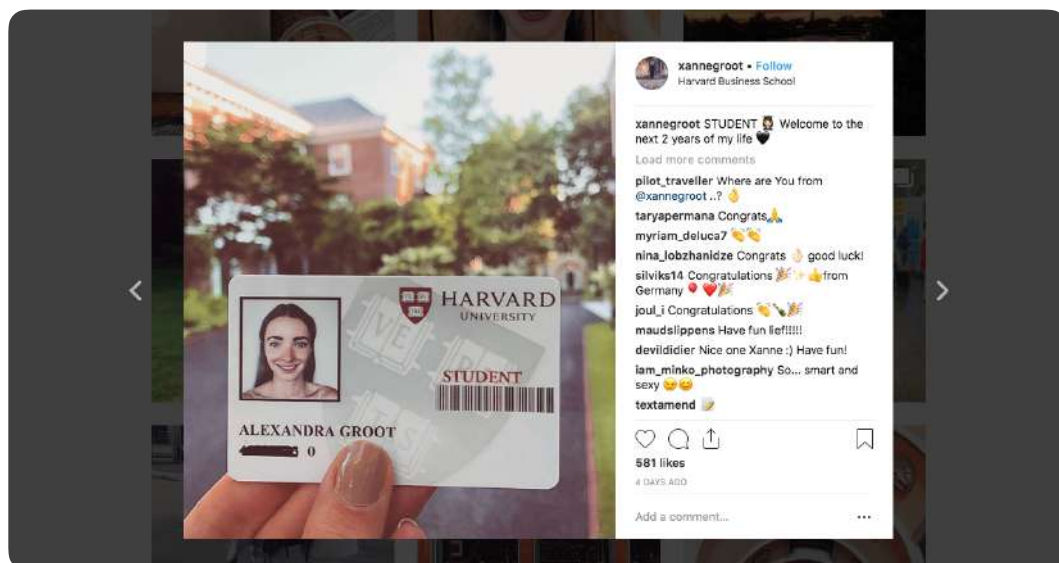 HARVARD
UNIVERSITY
VE
RI
TAS
STUDENT
ALEXANDRA GROOT
0
xannegroot • Follow
Harvard Business School
xannegroot STUDENT 👩🏻‍🎓 Welcome to the
next 2 years of my life 🖤
Load more comments
pilot_traveller Where are You from
@xannegroot ..? 👌
taryapermana Congrats🙏
myriam_deluca7 👏👏
nina_lobzhanidze Congrats 👌🏻 good luck!
silviks14 Congratulations 🎉✨👍from
Germany 🎈❤️🎉
joul_i Congratulations 👏🍾🎉
maudslippens Have fun lief!!!!!
devildidier Nice one Xanne :) Have fun!
iam_minko_photography So... smart and
sexy 😉😊
textamend 📝
581 likes
4 DAYS AGO
Add a comment...